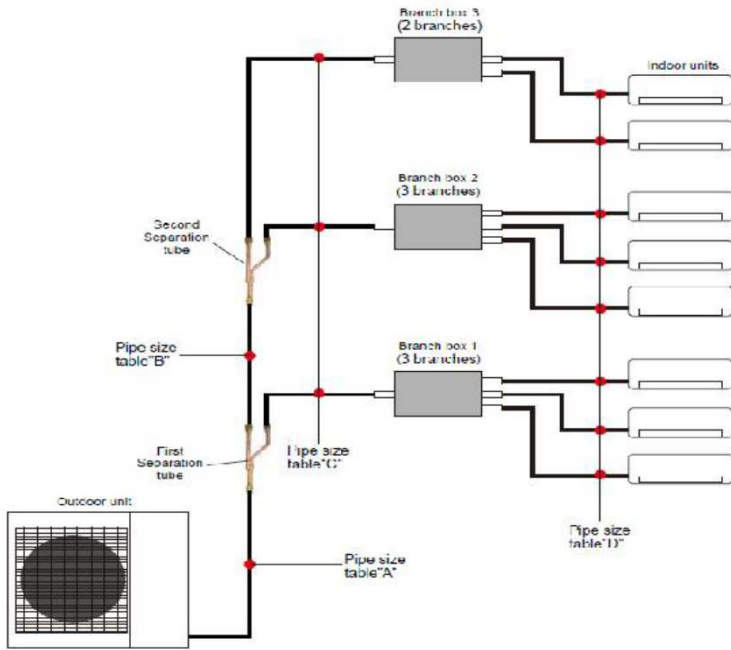 Branch box 3
(2 branches)
Indoor units
Branch box 2
(3 branches)
Second
Separation
tube
Pipe size
table"B"
Branch box 1
(3 branches)
First
Separation
tube
Pipe size
table"C"
Outdoor unit
Pipe size
table"A"
Pipe size
table"D"